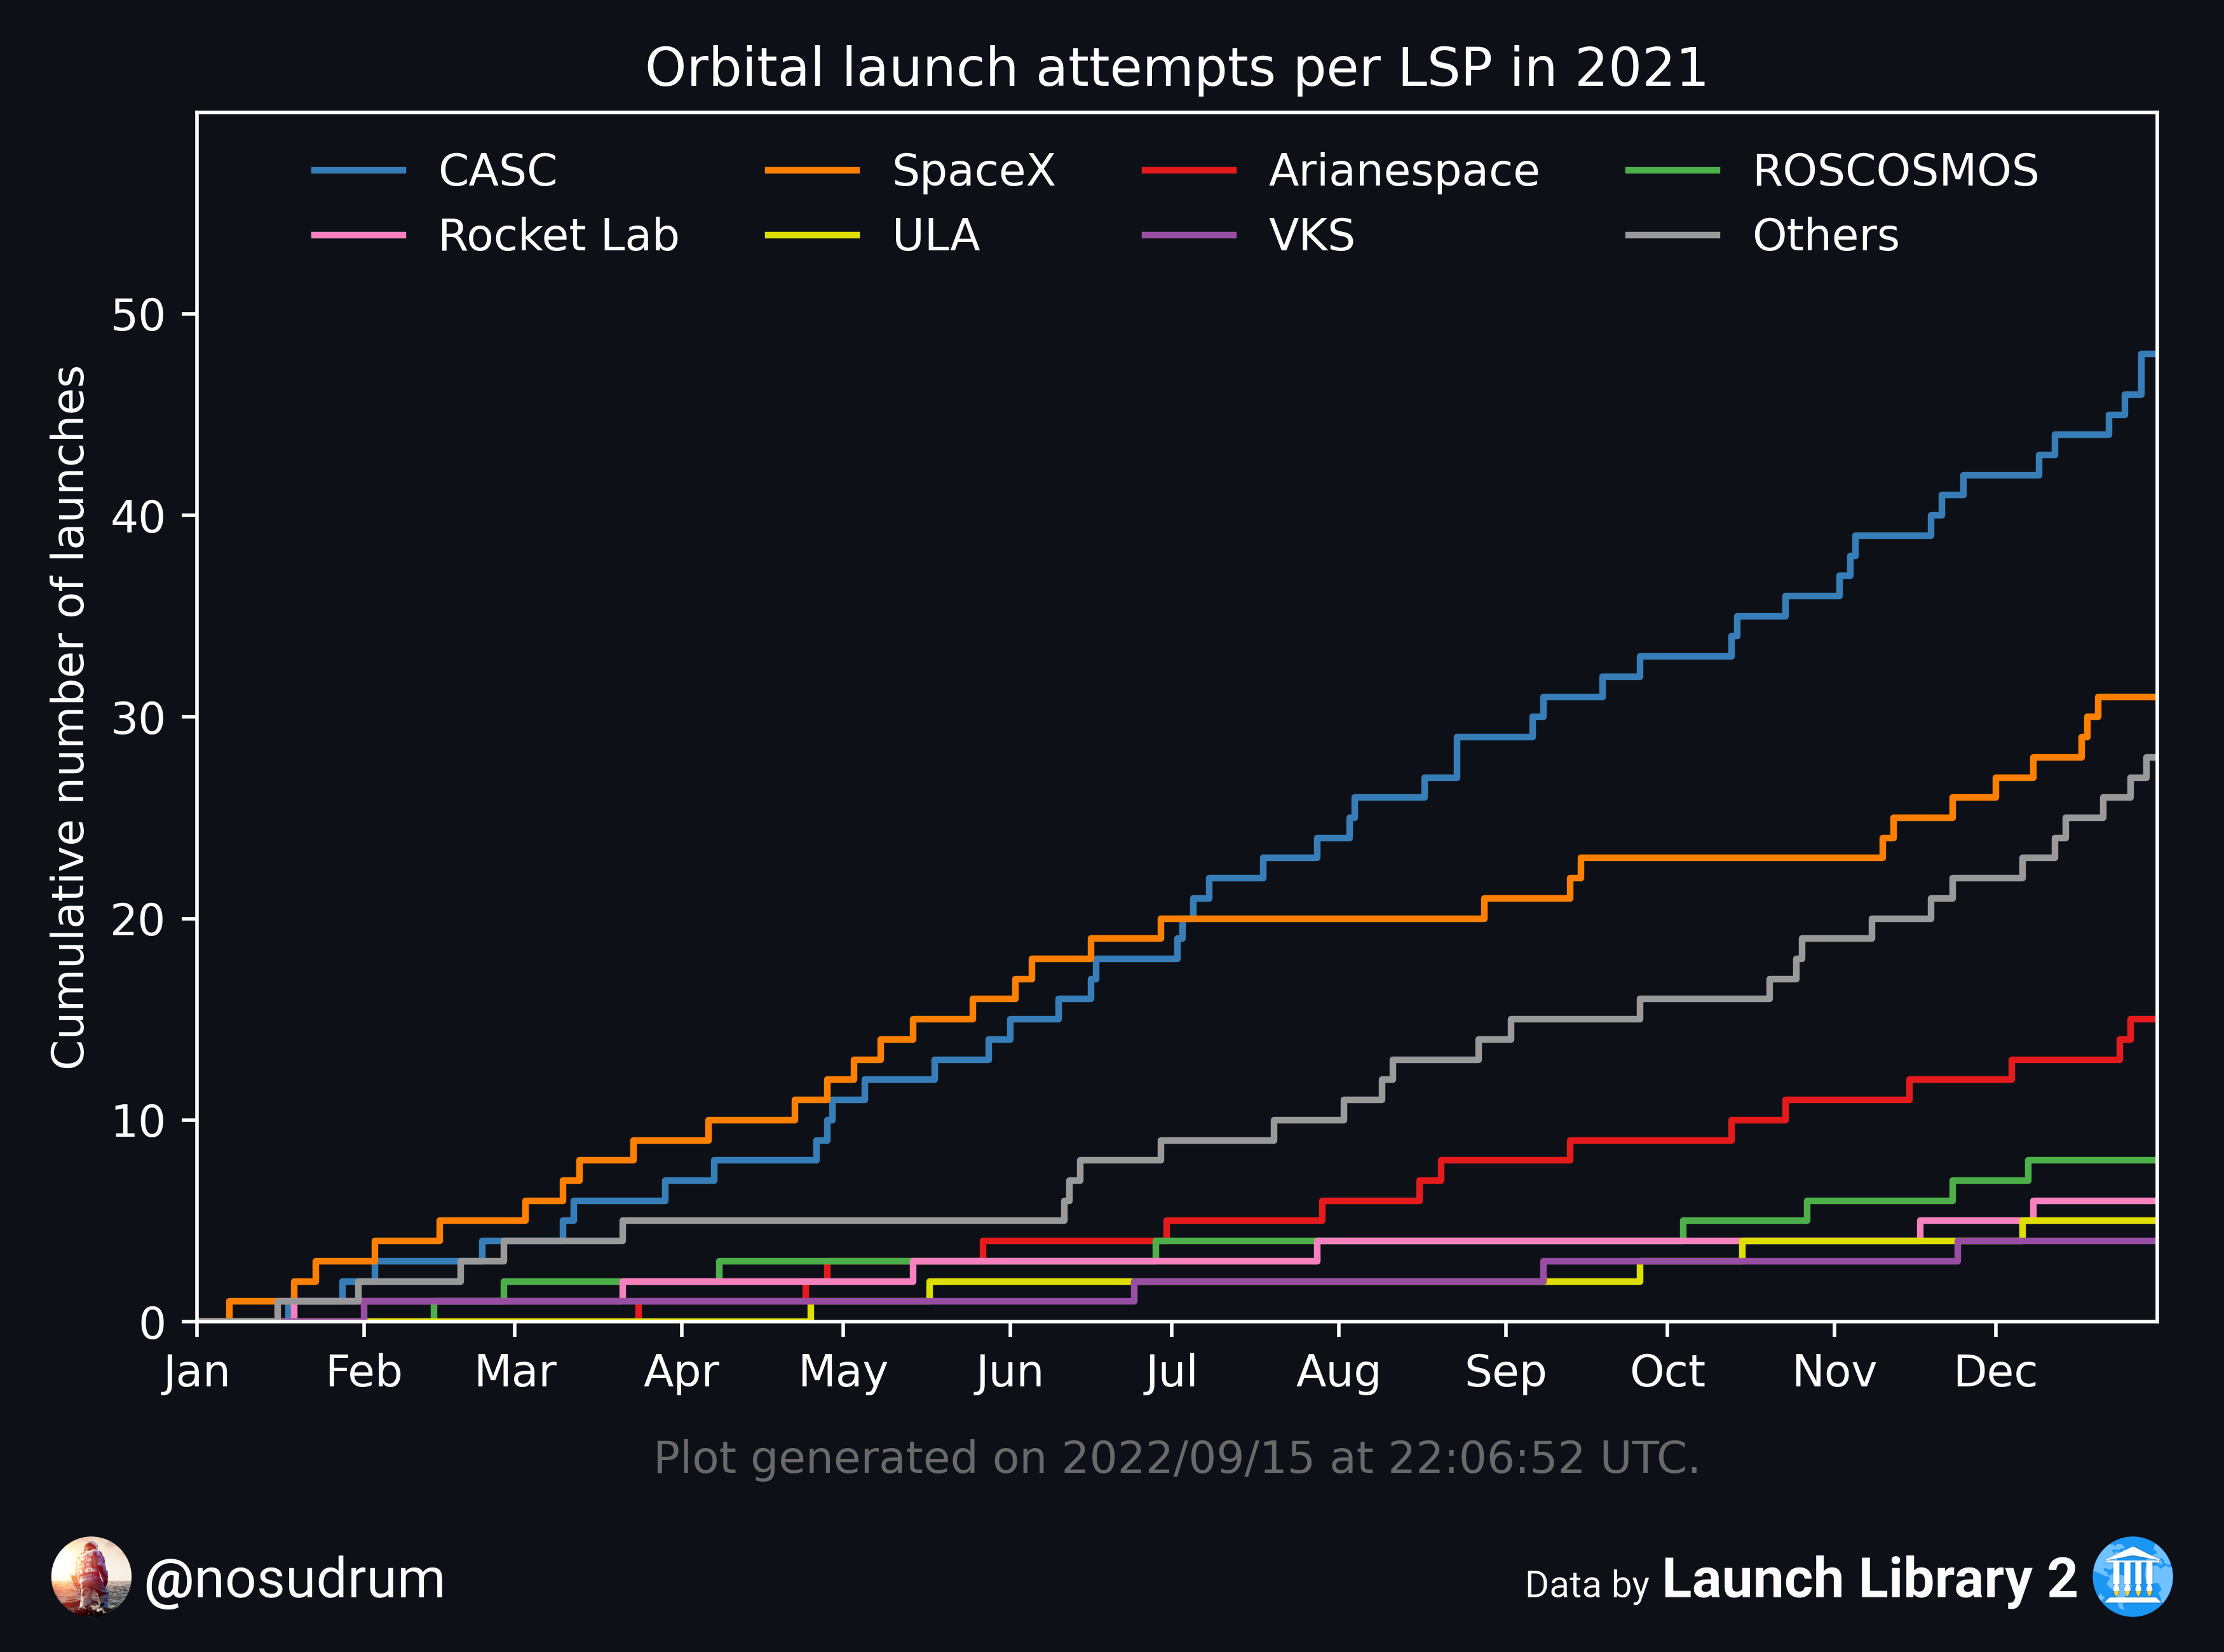 Orbital launch attempts per LSP in 2021
CASC SpaceX Arianespace ROSCOSMOS
Rocket Lab ULA VKS Others
Cumulative number of launches
50
40
30
20
10
0
Jan Feb Mar Apr May Jun Jul Aug Sep Oct Nov Dec
Plot generated on 2022/09/15 at 22:06:52 UTC.
@nosudrum
Data by Launch Library 2